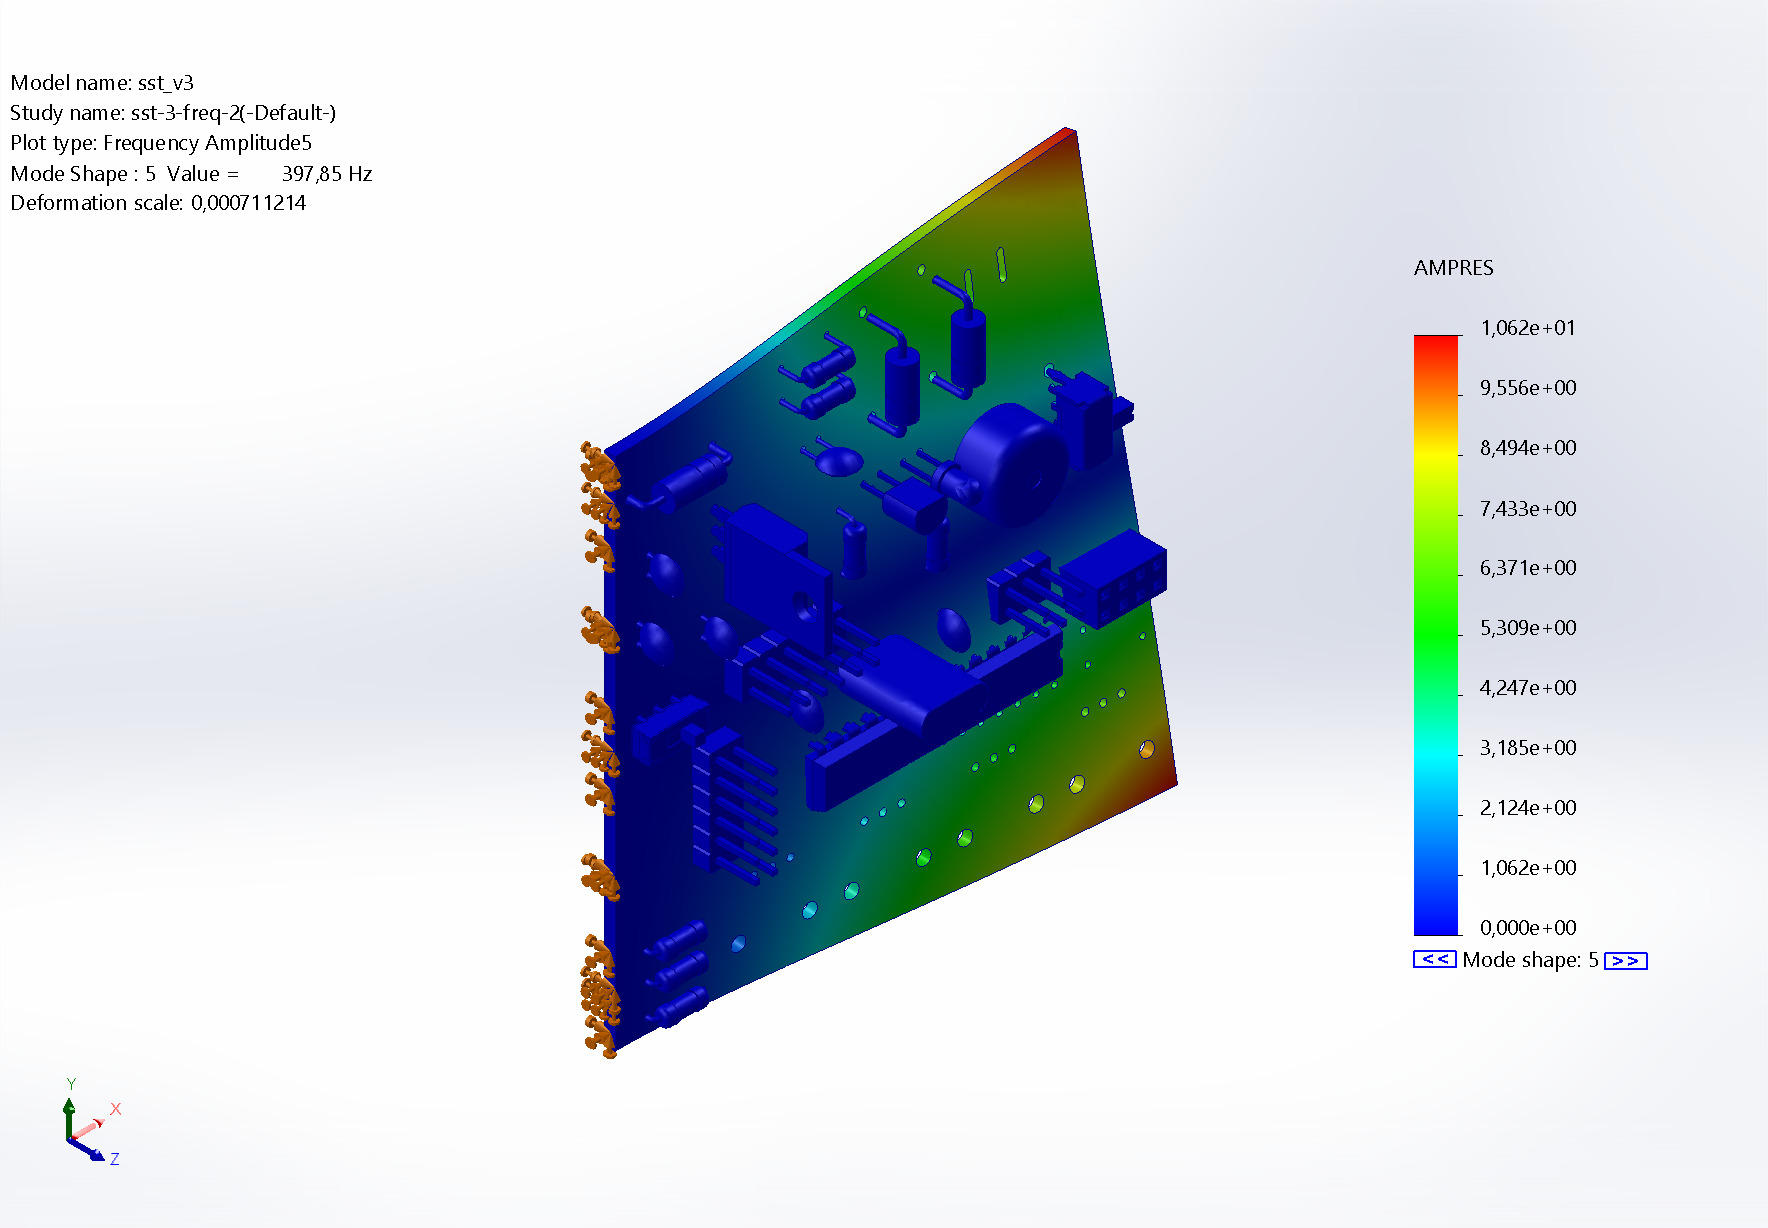 Model name: sst_v3
Study name: sst-3-freq-2(-Default-)
Plot type: Frequency Amplitude5
Mode Shape : 5 Value = 397,85 Hz
Deformation scale: 0,000711214
AMPRES
1,062e+01
9,556e+00
8,494e+00
7,433e+00
6,371e+00
5,309e+00
4,247e+00
3,185e+00
2,124e+00
1,062e+00
0,000e+00
<< Mode shape: 5 >>
Y
X
Z